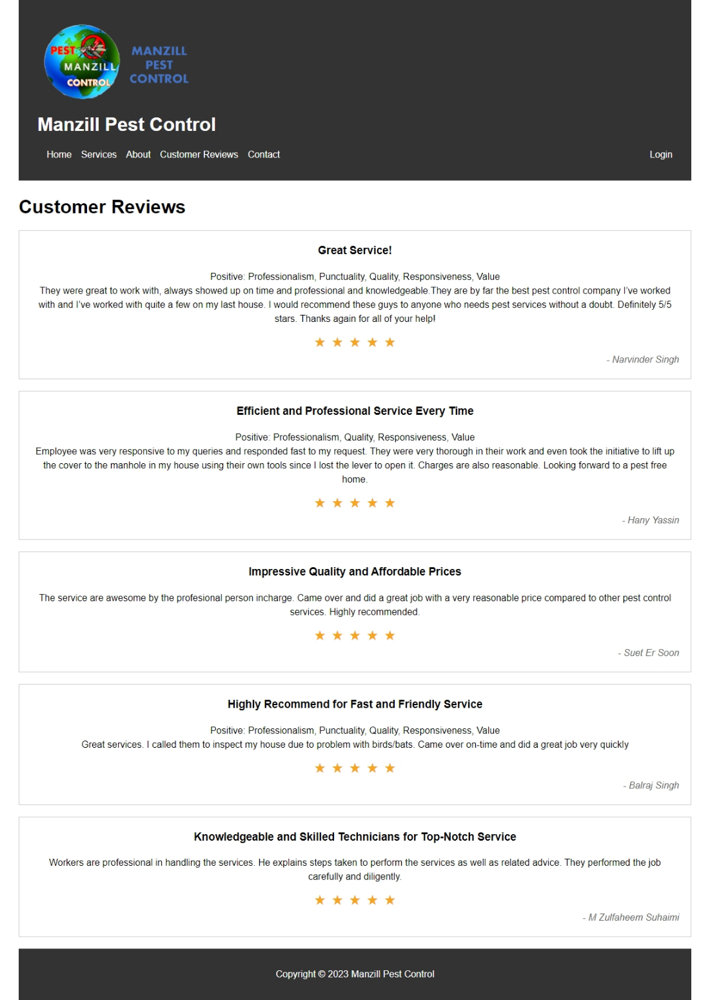 PEST
MANZILL
CONTROL
MANZILL
PEST
CONTROL
Manzill Pest Control
Home Services About Customer Reviews Contact Login
Customer Reviews
Great Service!
Positive: Professionalism, Punctuality, Quality, Responsiveness, Value
They were great to work with, always showed up on time and professional and knowledgeable.They are by far the best pest control company I've worked
with and I've worked with quite a few on my last house. I would recommend these guys to anyone who needs pest services without a doubt. Definitely 5/5
stars. Thanks again for all of your help!
★ ★ ★ ★ ★
- Narvinder Singh
Efficient and Professional Service Every Time
Positive: Professionalism, Quality, Responsiveness, Value
Employee was very responsive to my queries and responded fast to my request. They were very thorough in their work and even took the initiative to lift up
the cover to the manhole in my house using their own tools since I lost the lever to open it. Charges are also reasonable. Looking forward to a pest free
home.
★ ★ ★ ★ ★
- Hany Yassin
Impressive Quality and Affordable Prices
The service are awesome by the profesional person incharge. Came over and did a great job with a very reasonable price compared to other pest control
services. Highly recommended.
★ ★ ★ ★ ★
- Suet Er Soon
Highly Recommend for Fast and Friendly Service
Positive: Professionalism, Punctuality, Quality, Responsiveness, Value
Great services. I called them to inspect my house due to problem with birds/bats. Came over on-time and did a great job very quickly
★ ★ ★ ★ ★
- Balraj Singh
Knowledgeable and Skilled Technicians for Top-Notch Service
Workers are professional in handling the services. He explains steps taken to perform the services as well as related advice. They performed the job
carefully and diligently.
★ ★ ★ ★ ★
- M Zulfaheem Suhaimi
Copyright © 2023 Manzill Pest Control